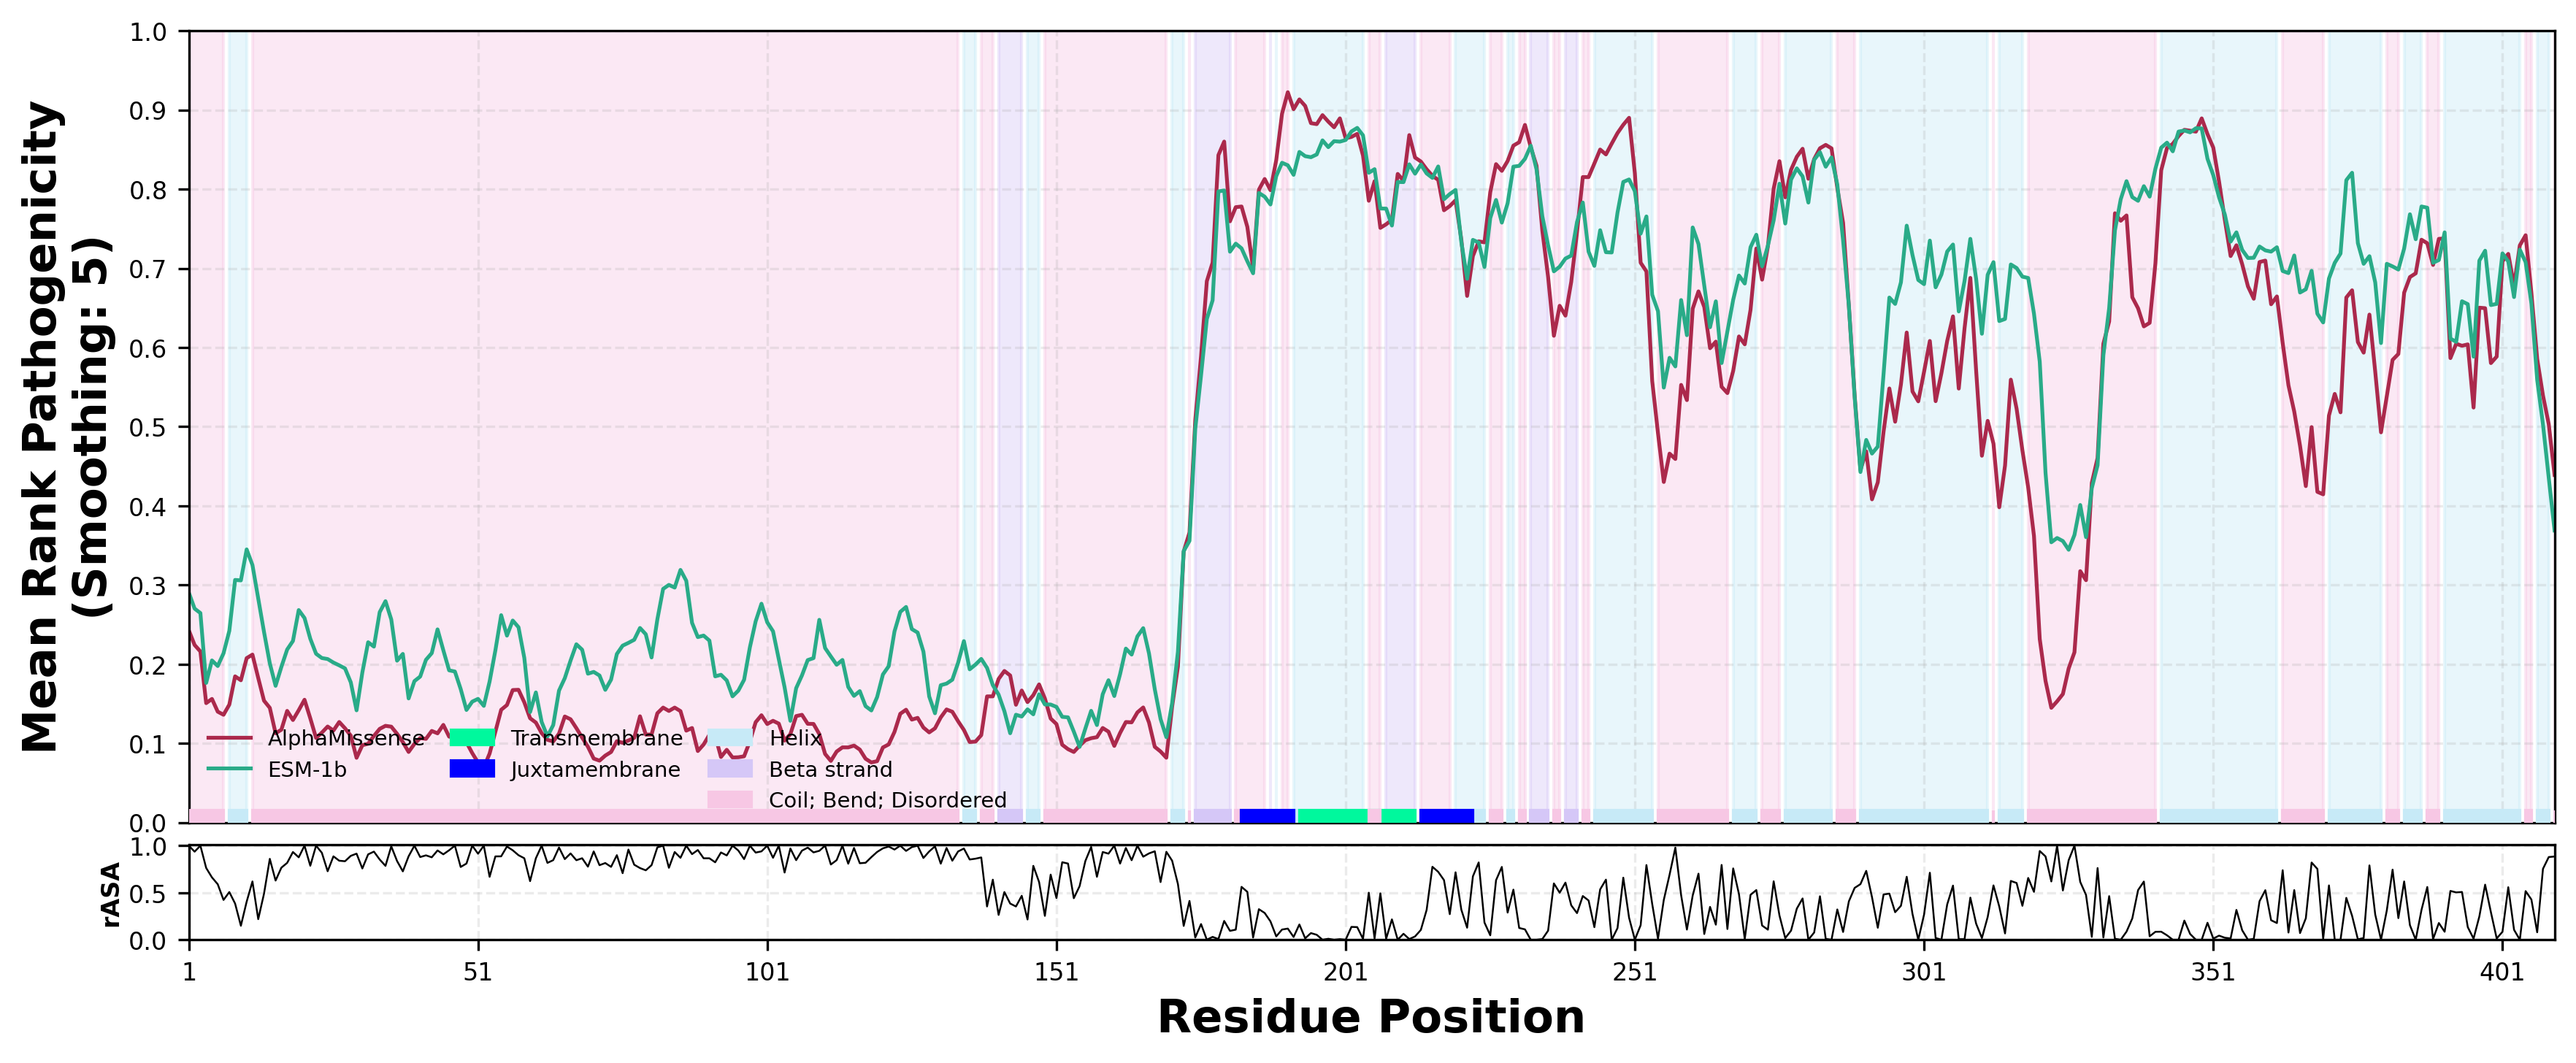 Mean Rank Pathogenicity
(Smoothing: 5)
1.0
0.9
0.8
0.7
0.6
0.5
0.4
0.3
0.2
0.1
0.0
AlphaMissense
ESM-1b
Transmembrane
Juxtamembrane
Helix
Beta strand
Coil; Bend; Disordered
rASA
1.0
0.5
0.0
1
51
101
151
201
251
301
351
401
Residue Position